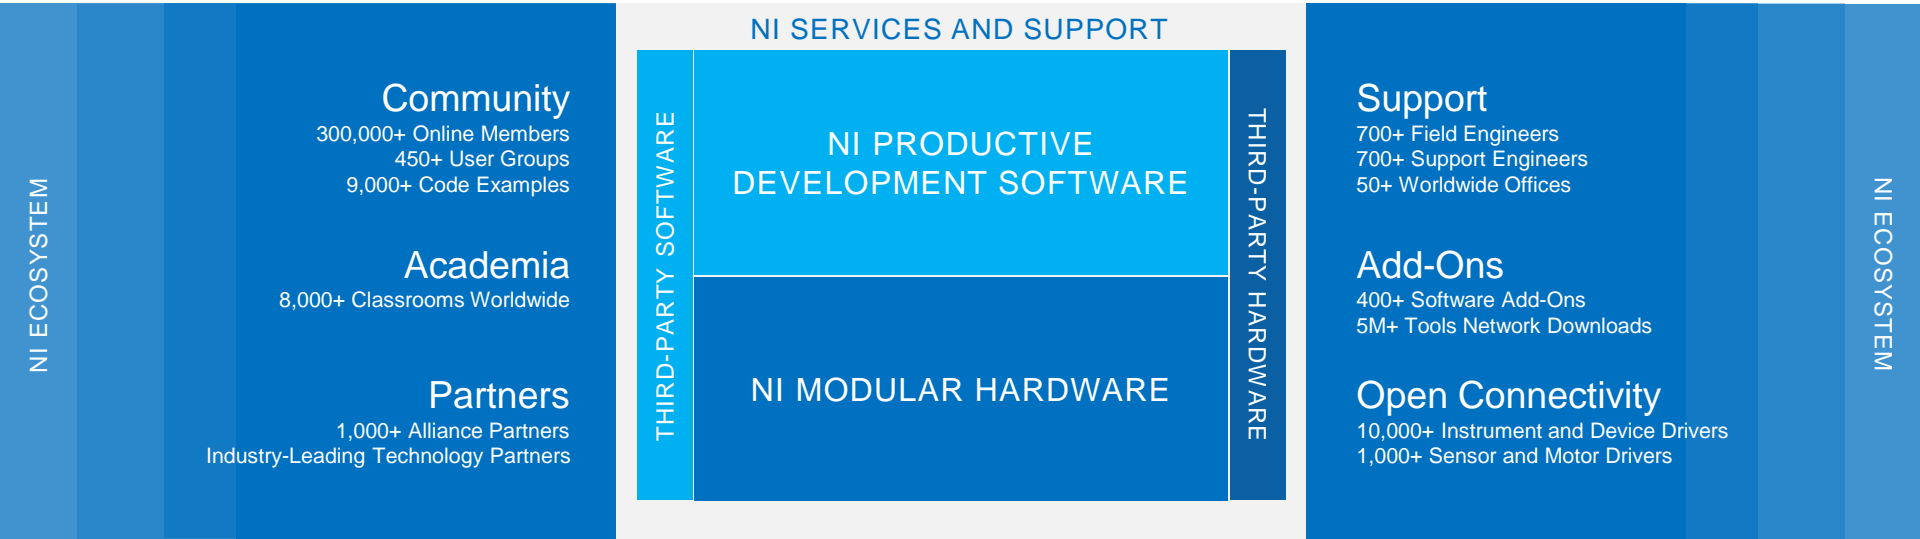 NI ECOSYSTEM
Community
300,000+ Online Members
450+ User Groups
9,000+ Code Examples
Academia
8,000+ Classrooms Worldwide
Partners
1,000+ Alliance Partners
Industry-Leading Technology Partners
NI SERVICES AND SUPPORT
THIRD-PARTY SOFTWARE
NI PRODUCTIVE
DEVELOPMENT SOFTWARE
NI MODULAR HARDWARE
THIRD-PARTY HARDWARE
Support
700+ Field Engineers
700+ Support Engineers
50+ Worldwide Offices
Add-Ons
400+ Software Add-Ons
5M+ Tools Network Downloads
Open Connectivity
10,000+ Instrument and Device Drivers
1,000+ Sensor and Motor Drivers
NI ECOSYSTEM